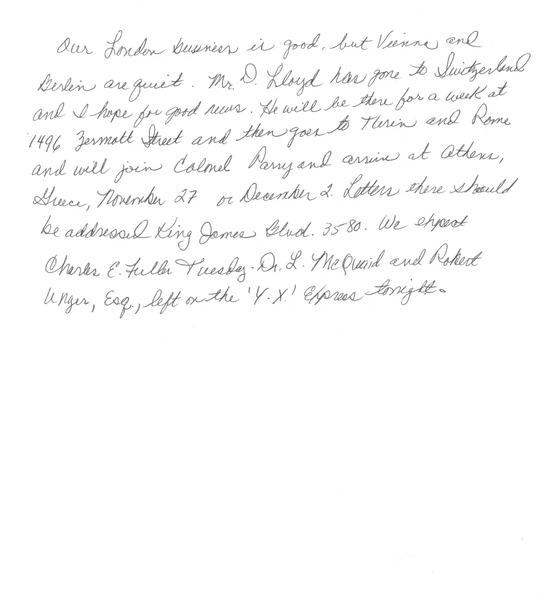 Our London business is good, but Vienna and
Berlin are quiet. Mr. D. Lloyd has gone to Switzerland
and I hope for good news. He will be there for a week at
1496 Zermott Street and then goes to Turin and Rome
and will join Colonel Parry and arrive at Athens,
Greece, November 27 or December 2. Letters there should
be addressed King James Blvd. 3580. We expect
Charles E. Fuller Tuesday. Dr. L. McQuaid and Robert
Unger, Esq., left on the 'Y.X.' Express tonight.